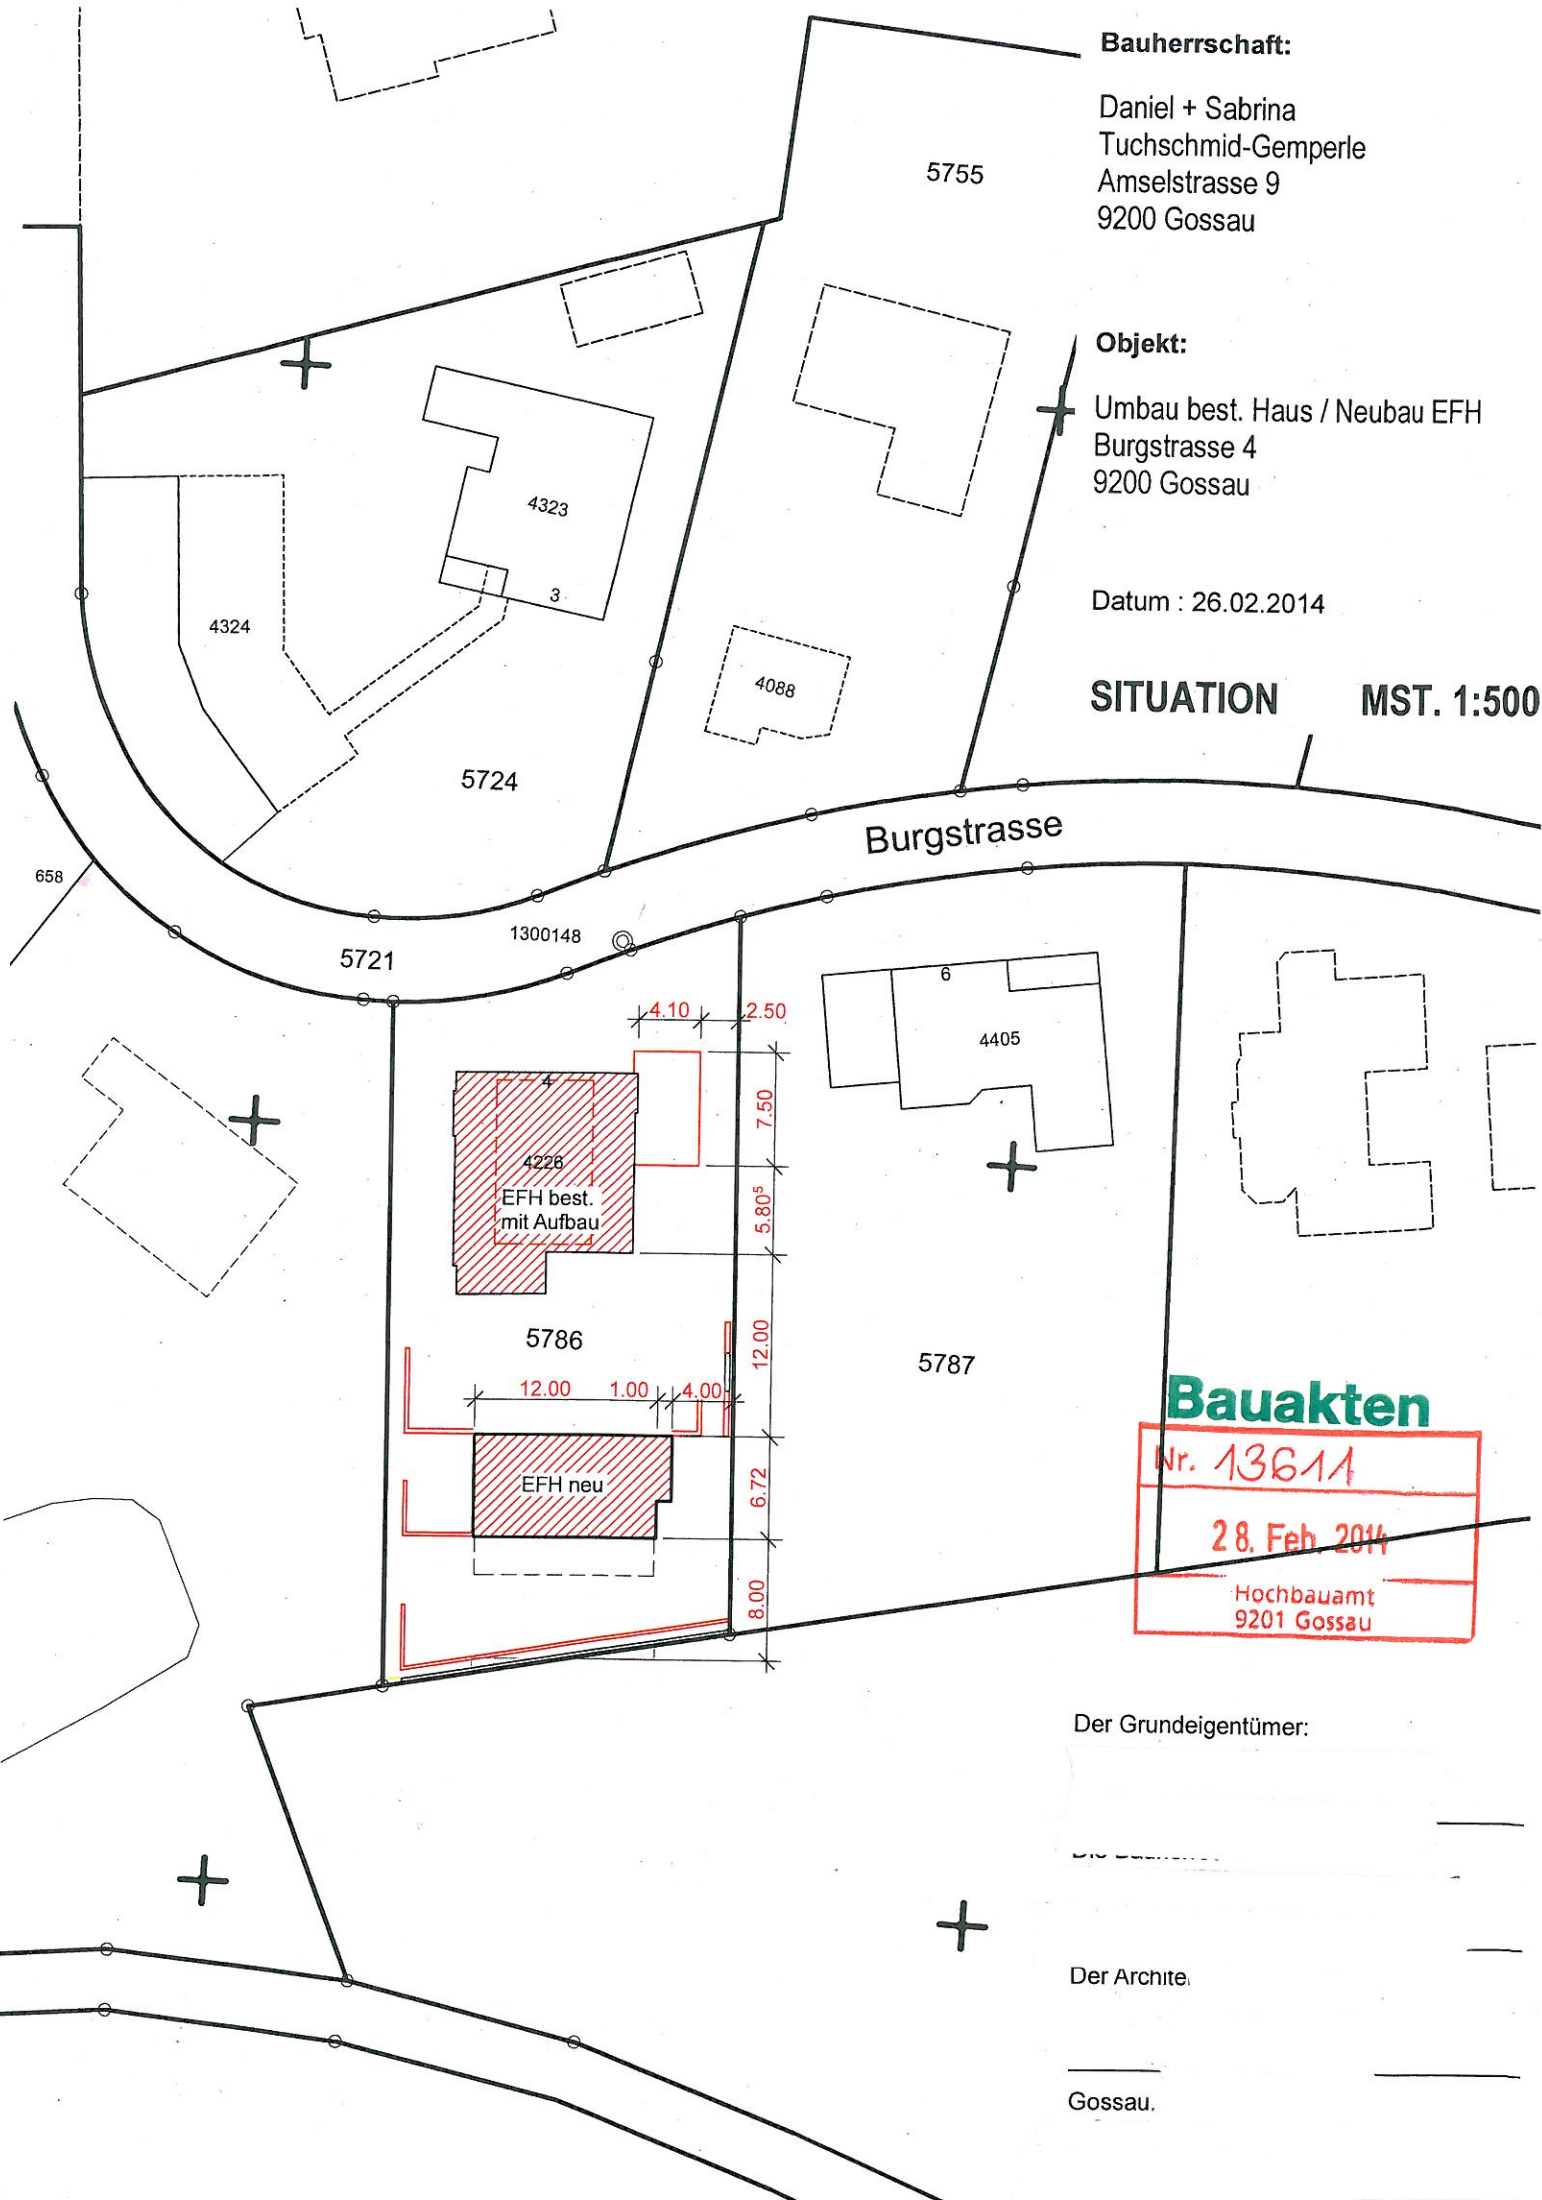 Bauherrschaft:
Daniel + Sabrina
Tuchschmid-Gemperle
Amselstrasse 9
9200 Gossau
5755
Objekt:
Umbau best. Haus / Neubau EFH
Burgstrasse 4
9200 Gossau
4323
3
4324
Datum : 26.02.2014
4088
SITUATION MST. 1:500
5724
Burgstrasse
658
1300148
5721
6
4405
4.10 2.50
4
7.50
4226
EFH best.
mit Aufbau
5.80⁵
5786
12.00
5787
12.00 1.00 4.00
EFH neu
6.72
8.00
Bauakten
Nr. 13611
28. Feb. 2014
Hochbauamt
9201 Gossau
Der Grundeigentümer:
Der Archite
Gossau.